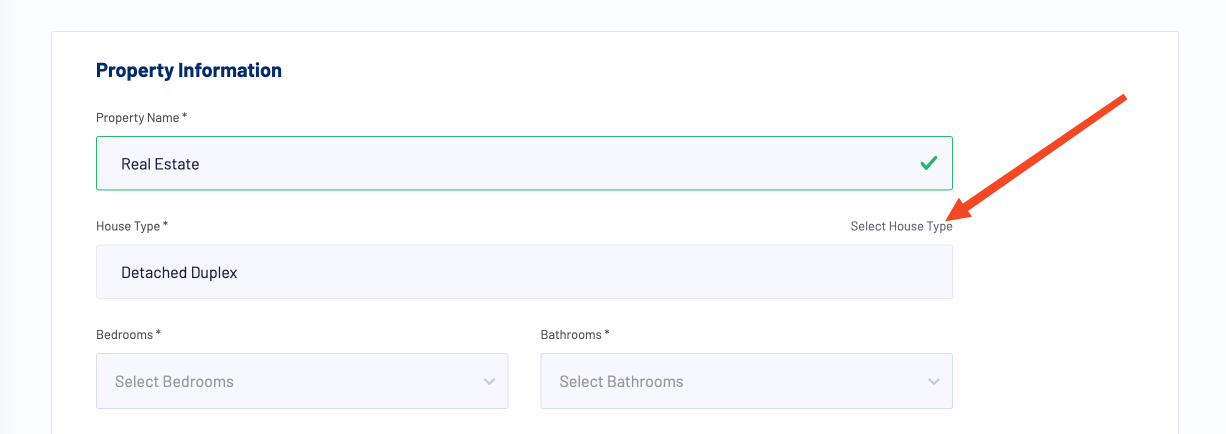 Property Information
Property Name *
Real Estate
House Type *
Select House Type
Detached Duplex
Bedrooms *
Bathrooms *
Select Bedrooms
Select Bathrooms